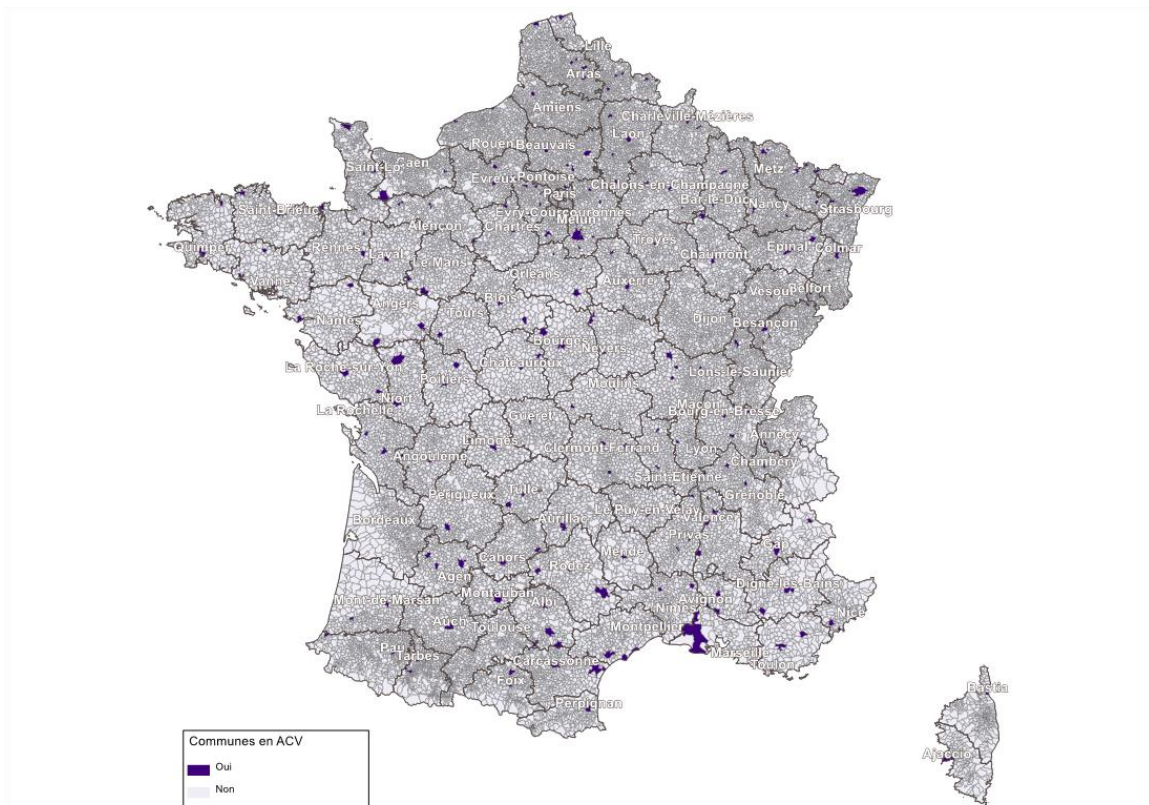 Lille
Arras
Amiens
Charleville-Mézières
Laon
Rouen
Beauvais
Caen
Saint-Lô
Metz
Evreux
Pontoise
Paris
Chalons-en-Champagne
Bar-le-Duc
Nancy
Strasbourg
Saint-Brieuc
Evry-Courcouronnes
Melun
Alençon
Chartres
Troyes
Epinal
Colmar
Quimper
Rennes
Laval
Le Mans
Chaumont
Vannes
Orléans
Auxerre
Vesoul
Belfort
Blois
Angers
Tours
Nantes
Dijon
Besançon
Bourges
Nevers
Châteauroux
La Roche-sur-Yon
Lons-le-Saunier
Poitiers
Moulins
Niort
Macon
La Rochelle
Bourg-en-Bresse
Guéret
Annecy
Limoges
Clermont-Ferrand
Lyon
Angoulême
Chambéry
Saint-Etienne
Tulle
Périgueux
Grenoble
Le Puy-en-Velay
Valence
Bordeaux
Aurillac
Privas
Mende
Gap
Cahors
Rodez
Agen
Digne-les-Bains
Montauban
Mont-de-Marsan
Albi
Avignon
Nîmes
Nice
Auch
Toulouse
Montpellier
Pau
Tarbes
Marseille
Carcassonne
Toulon
Foix
Perpignan
Bastia
Ajaccio
Communes en ACV
Oui
Non